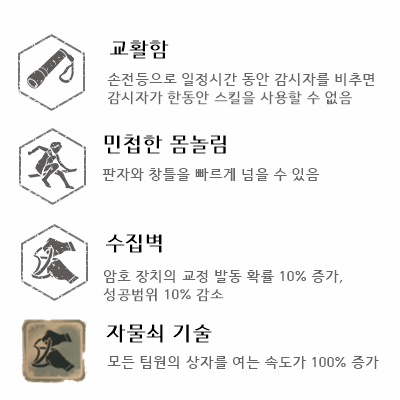 교활함
손전등으로 일정시간 동안 감시자를 비추면
감시자가 한동안 스킬을 사용할 수 없음
민첩한 몸놀림
판자와 창틀을 빠르게 넘을 수 있음
수집벽
암호 장치의 교정 발동 확률 10% 증가,
성공범위 10% 감소
자물쇠 기술
모든 팀원의 상자를 여는 속도가 100% 증가